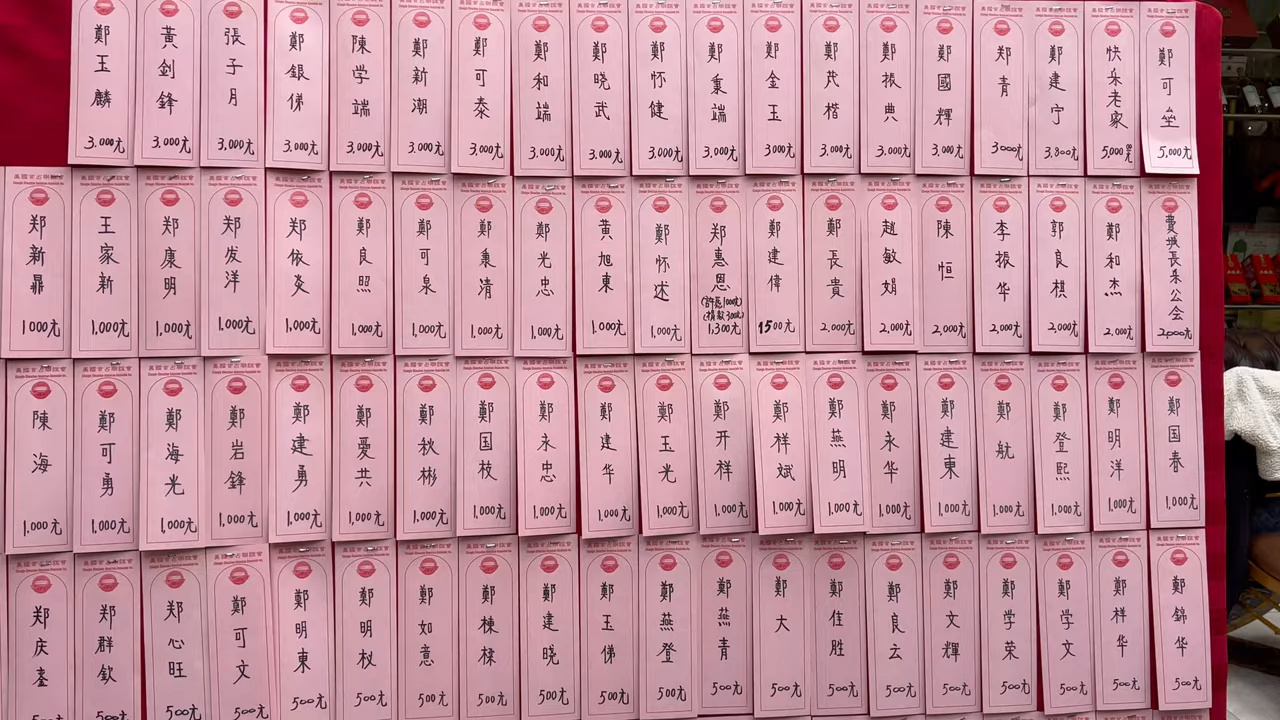 鄭可垒
5,000元
快乐老家
5,000元
鄭建宁
3,800元
郑青
3000元
鄭國輝
3,000元
鄭振典
3,000元
鄭茂楷
3,000元
鄭金玉
3000元
鄭秉端
3,000元
鄭怀健
3,000元
鄭晓武
3,000元
鄭和端
3,000元
鄭可泰
3,000元
鄭新潮
3,000元
陳学端
3,000元
鄭銀俤
3,000元
張子月
3,000元
黃剑鋒
3,000元
鄭玉麟
3,000元
費城長乐公会
2000元
鄭和杰
2,000元
郭良棋
2,000元
李振华
2,000元
陳恒
2,000元
趙敏娟
2,000元
鄭長貴
2,000元
鄭建偉
1500元
郑惠恩
1,300元
鄭怀述
1,000元
黄旭東
1,000元
鄭光忠
1,000元
鄭秉清
1,000元
鄭可泉
1,000元
鄭良照
1,000元
郑依炎
1,000元
郑发洋
1,000元
郑康明
1,000元
王家新
1,000元
郑新鼎
1000元
鄭国春
1,000元
鄭明洋
1,000元
鄭登熙
1,000元
鄭航
1,000元
鄭建東
1,000元
鄭永华
1,000元
鄭燕明
1,000元
鄭祥斌
1,000元
鄭开祥
1,000元
鄭玉光
1,000元
鄭建华
1,000元
鄭永忠
1,000元
鄭国枝
1,000元
鄭秋彬
1,000元
鄭憂共
1,000元
鄭建勇
1,000元
鄭岩鋒
1,000元
鄭海光
1,000元
鄭可勇
1,000元
陳海
1,000元
鄭錦华
500元
鄭祥华
500元
鄭学文
500元
鄭学荣
500元
鄭文輝
500元
鄭良云
500元
鄭佳胜
500元
鄭大
500元
鄭燕青
500元
鄭燕登
500元
鄭玉俤
500元
鄭建晓
500元
鄭棟樑
500元
鄭如意
500元
鄭明权
500元
鄭明東
500元
鄭可文
500元
郑心旺
500元
郑群欽
500元
郑庆
500元